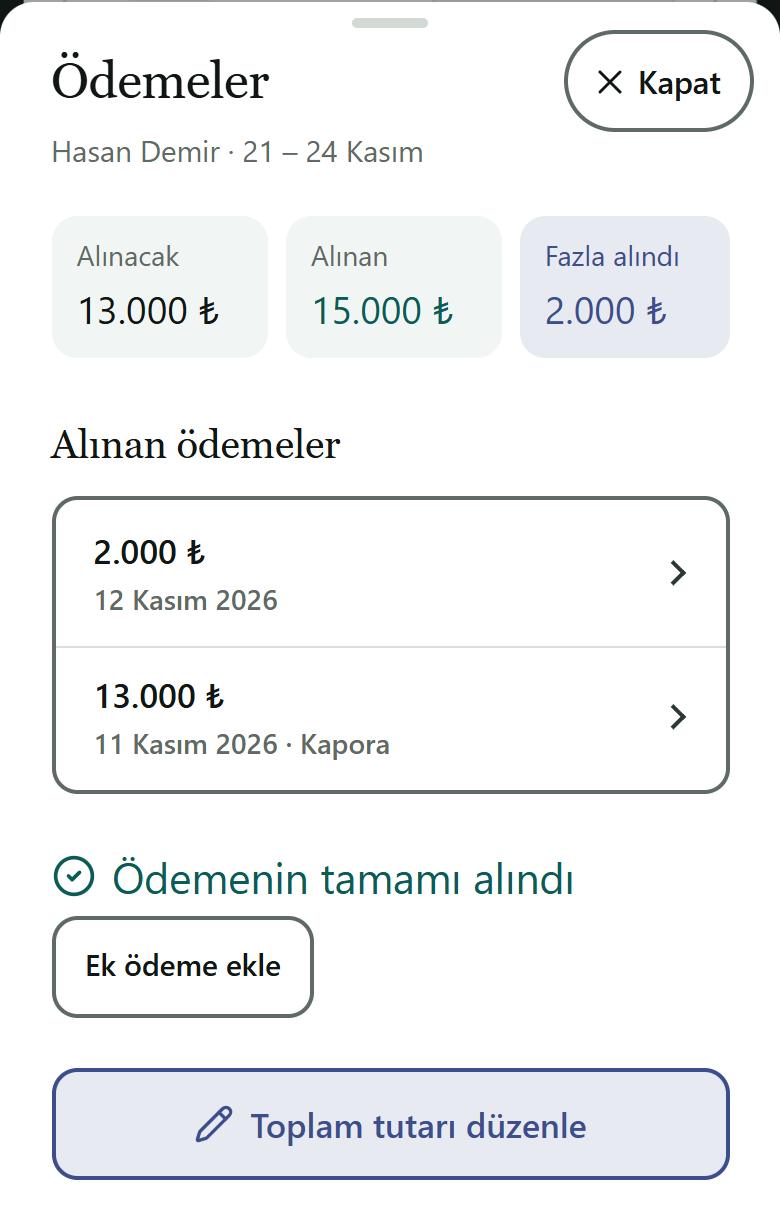 Ödemeler
Kapat
Hasan Demir · 21 – 24 Kasım
Alınacak
13.000 ₺
Alınan
15.000 ₺
Fazla alındı
2.000 ₺
Alınan ödemeler
2.000 ₺
12 Kasım 2026
13.000 ₺
11 Kasım 2026 · Kapora
Ödemenin tamamı alındı
Ek ödeme ekle
Toplam tutarı düzenle